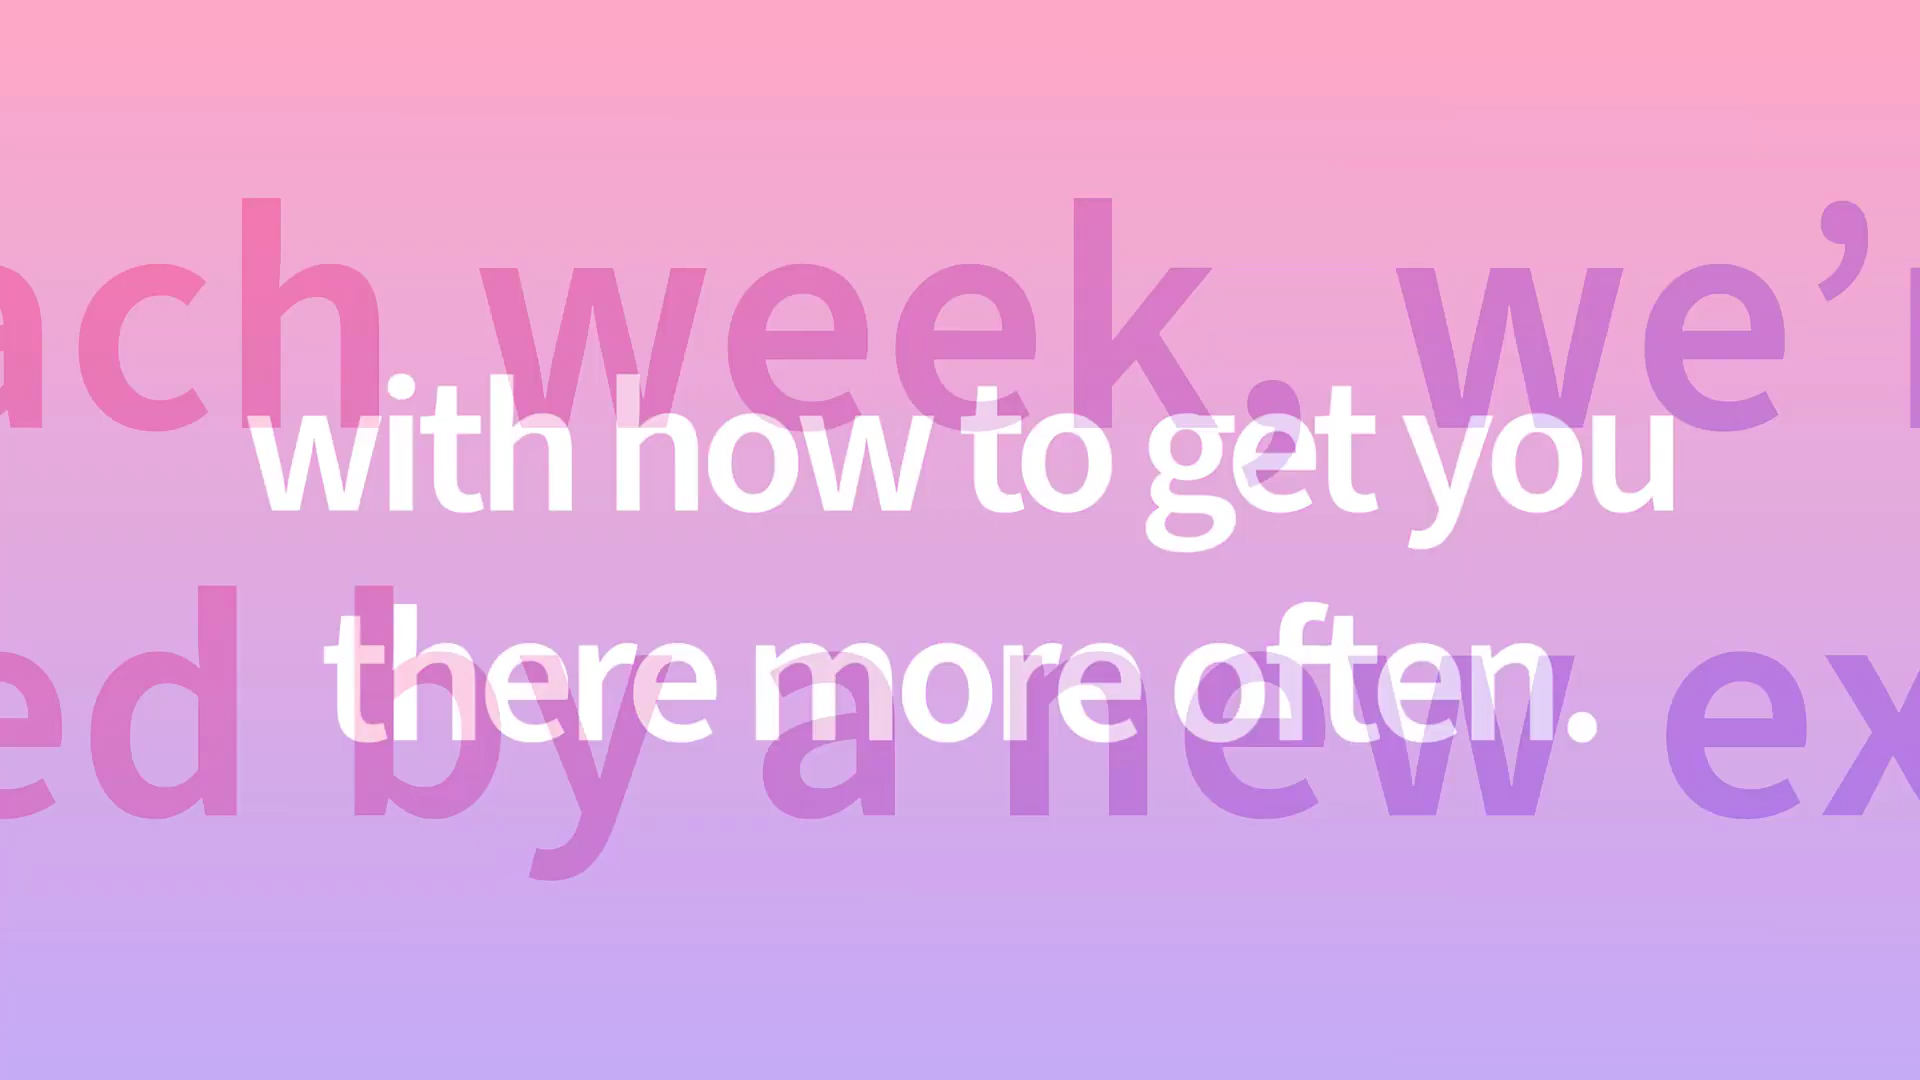 ach week, we’r
with how to get you
there more often.
ed by a new ex